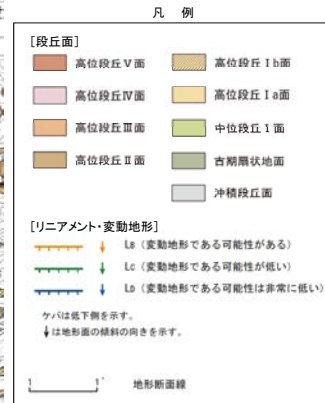 凡 例
[段丘面]
高位段丘Ⅴ面
高位段丘Ⅰb面
高位段丘Ⅳ面
高位段丘Ⅰa面
高位段丘Ⅲ面
中位段丘Ⅰ面
高位段丘Ⅱ面
古期扇状地面
沖積段丘面
[リニアメント・変動地形]
LB (変動地形である可能性がある)
LC (変動地形である可能性が低い)
LD (変動地形である可能性は非常に低い)
ケバは低下側を示す。
↓は地形面の傾斜の向きを示す。
1 1' 地形断面線